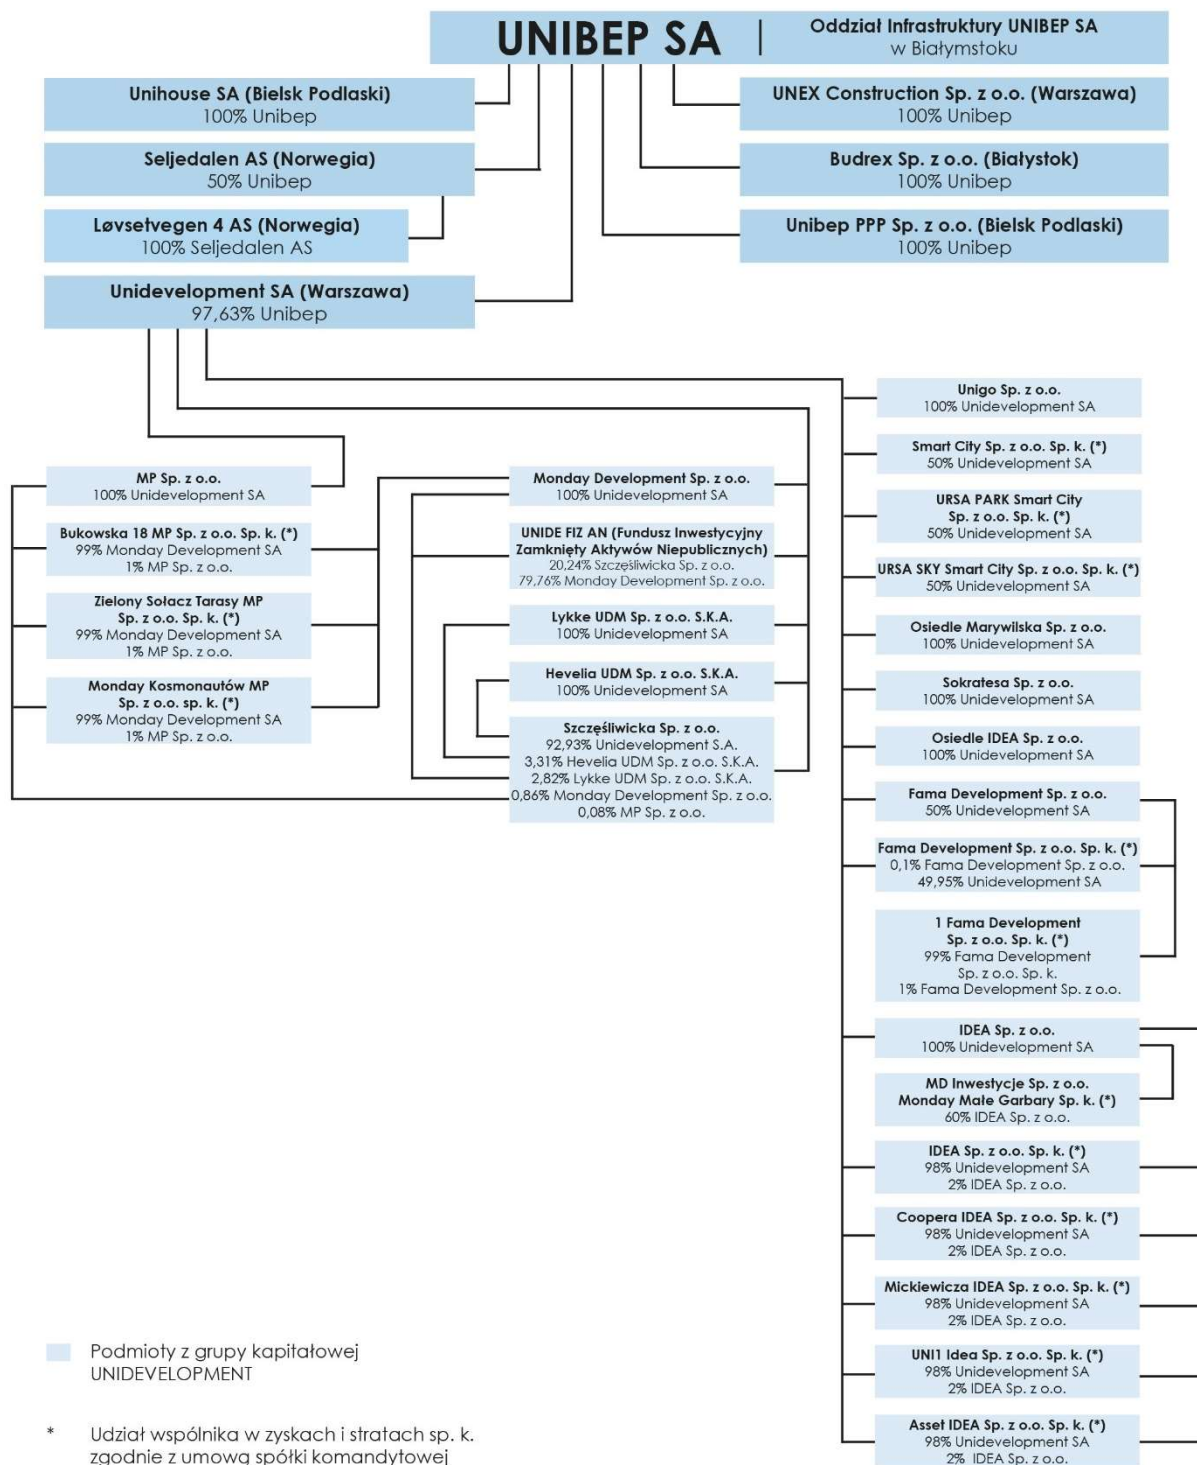 UNIBEP SA | Oddział Infrastruktury UNIBEP SA
w Białymstoku
Unihouse SA (Bielsk Podlaski)
100% Unibep
Seljedalen AS (Norwegia)
50% Unibep
Løvsetvegen 4 AS (Norwegia)
100% Seljedalen AS
Unidevelopment SA (Warszawa)
97,63% Unibep
UNEX Construction Sp. z o.o. (Warszawa)
100% Unibep
Budrex Sp. z o.o. (Białystok)
100% Unibep
Unibep PPP Sp. z o.o. (Bielsk Podlaski)
100% Unibep
MP Sp. z o.o.
100% Unidevelopment SA
Bukowska 18 MP Sp. z o.o. Sp. k. (*)
99% Monday Development SA
1% MP Sp. z o.o.
Zielony Sołacz Tarasy MP
Sp. z o.o. Sp. k. (*)
99% Monday Development SA
1% MP Sp. z o.o.
Monday Kosmonautów MP
Sp. z o.o. sp. k. (*)
99% Monday Development SA
1% MP Sp. z o.o.
Monday Development Sp. z o.o.
100% Unidevelopment SA
UNIDE FIZ AN (Fundusz Inwestycyjny
Zamknięty Aktywów Niepublicznych)
20,24% Szczęśliwicka Sp. z o.o.
79,76% Monday Development Sp. z o.o.
Lykke UDM Sp. z o.o. S.K.A.
100% Unidevelopment SA
Hevelia UDM Sp. z o.o. S.K.A.
100% Unidevelopment SA
Szczęśliwicka Sp. z o.o.
92,93% Unidevelopment S.A.
3,31% Hevelia UDM Sp. z o.o. S.K.A.
2,82% Lykke UDM Sp. z o.o. S.K.A.
0,86% Monday Development Sp. z o.o.
0,08% MP Sp. z o.o.
Unigo Sp. z o.o.
100% Unidevelopment SA
Smart City Sp. z o.o. Sp. k. (*)
50% Unidevelopment SA
URSA PARK Smart City
Sp. z o.o. Sp. k. (*)
50% Unidevelopment SA
URSA SKY Smart City Sp. z o.o. Sp. k. (*)
50% Unidevelopment SA
Osiedle Marywilska Sp. z o.o.
100% Unidevelopment SA
Sokratesa Sp. z o.o.
100% Unidevelopment SA
Osiedle IDEA Sp. z o.o.
100% Unidevelopment SA
Fama Development Sp. z o.o.
50% Unidevelopment SA
Fama Development Sp. z o.o. Sp. k. (*)
0,1% Fama Development Sp. z o.o.
49,95% Unidevelopment SA
1 Fama Development
Sp. z o.o. Sp. k. (*)
99% Fama Development
Sp. z o.o. Sp. k.
1% Fama Development Sp. z o.o.
IDEA Sp. z o.o.
100% Unidevelopment SA
MD Inwestycje Sp. z o.o.
Monday Małe Garbary Sp. k. (*)
60% IDEA Sp. z o.o.
IDEA Sp. z o.o. Sp. k. (*)
98% Unidevelopment SA
2% IDEA Sp. z o.o.
Coopera IDEA Sp. z o.o. Sp. k. (*)
98% Unidevelopment SA
2% IDEA Sp. z o.o.
Mickiewicza IDEA Sp. z o.o. Sp. k. (*)
98% Unidevelopment SA
2% IDEA Sp. z o.o.
UNI1 Idea Sp. z o.o. Sp. k. (*)
98% Unidevelopment SA
2% IDEA Sp. z o.o.
Asset IDEA Sp. z o.o. Sp. k. (*)
98% Unidevelopment SA
2% IDEA Sp. z o.o.
Podmioty z grupy kapitałowej
UNIDEVELOPMENT
* Udział wspólnika w zyskach i stratach sp. k.
zgodnie z umową spółki komandytowej